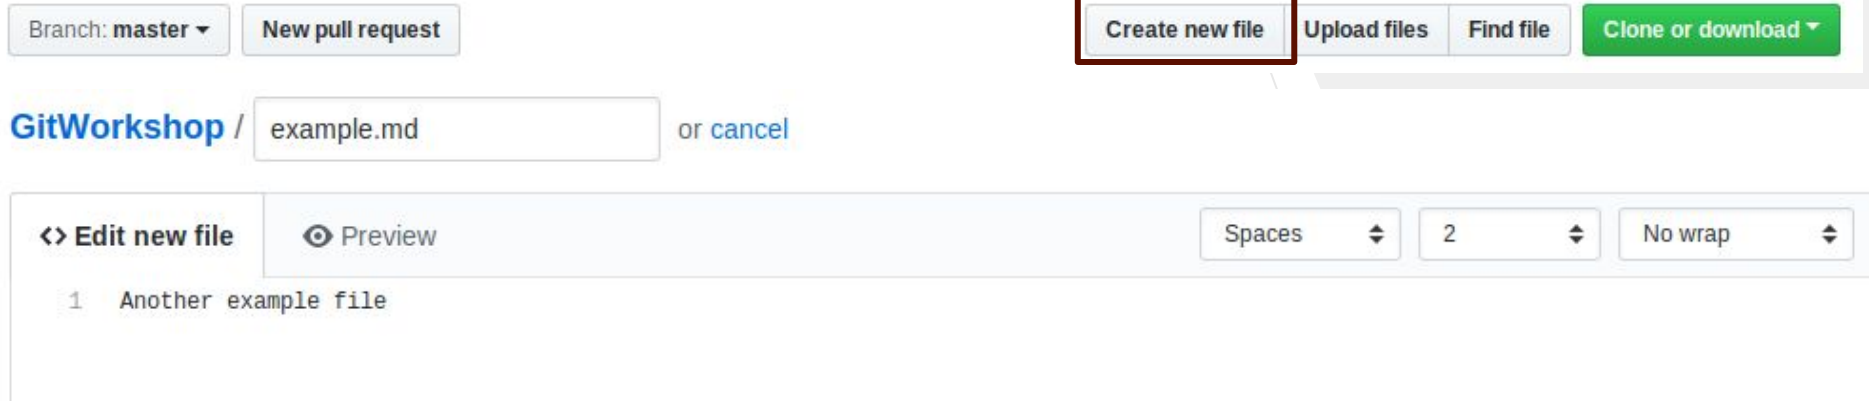 Branch: master New pull request Create new file Upload files Find file Clone or download
GitWorkshop / example.md or cancel
<> Edit new file Preview Spaces 2 No wrap
1 Another example file